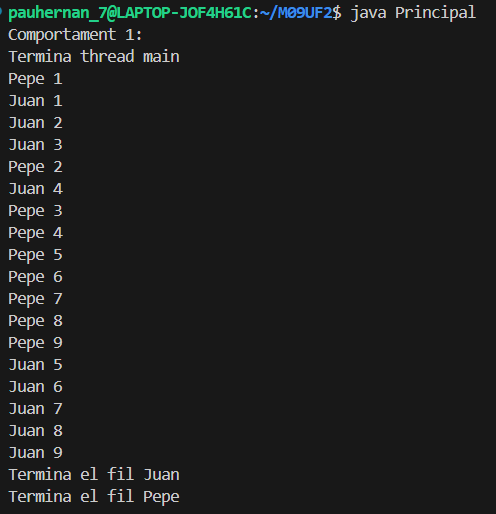 pauhernan_7@LAPTOP-JOF4H61C:~/M09UF2$ java Principal
Comportament 1:
Termina thread main
Pepe 1
Juan 1
Juan 2
Juan 3
Pepe 2
Juan 4
Pepe 3
Pepe 4
Pepe 5
Pepe 6
Pepe 7
Pepe 8
Pepe 9
Juan 5
Juan 6
Juan 7
Juan 8
Juan 9
Termina el fil Juan
Termina el fil Pepe